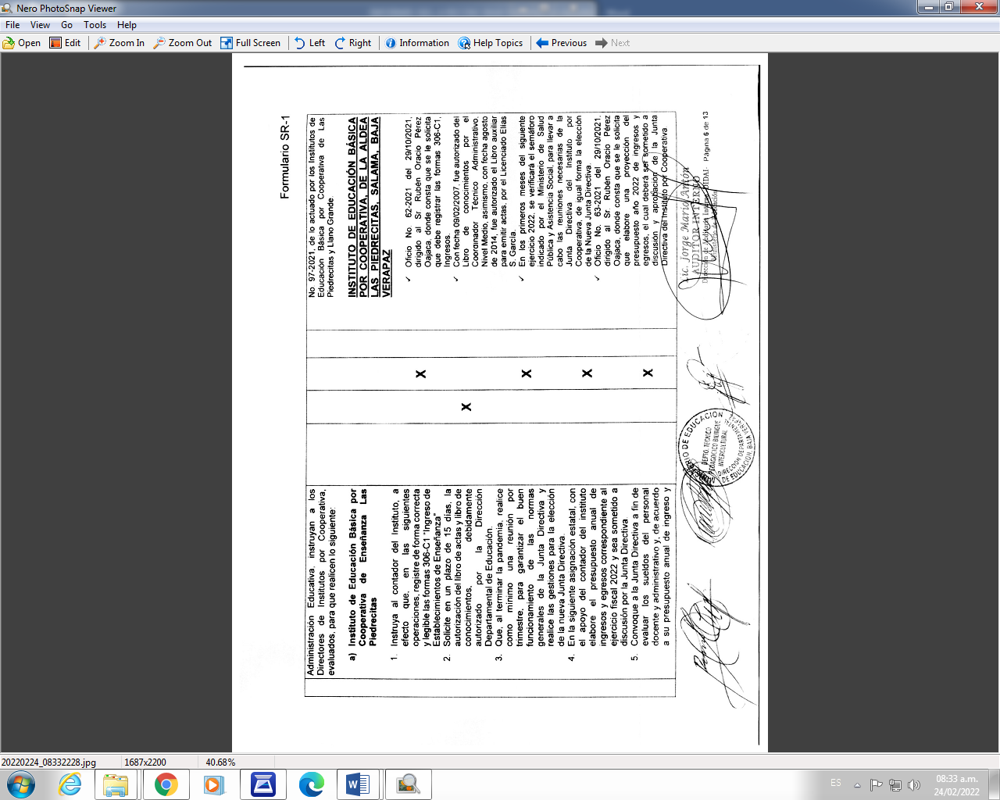 Nero PhotoSnap Viewer
File View Go Tools Help
Open Edit Zoom In Zoom Out Full Screen Left Right Information Help Topics Previous Next
Formulario SR-1
Administración Educativa, instruyan a los
Directores de Institutos por Cooperativa,
evaluados, para que realicen lo siguiente:
a) Instituto de Educación Básica por
Cooperativa de Enseñanza Las
Piedrecitas
1. Instruya al contador del Instituto, a
efecto que, en las siguientes
operaciones, registre de forma correcta
y legible las formas 306-C1 "Ingreso de
Establecimientos de Enseñanza"
2. Solicite en un plazo de 15 días, la
autorización del libro de actas y libro de
conocimientos, debidamente
autorizado por la Dirección
Departamental de Educación.
3. Que, al terminar la pandemia, realice
como mínimo una reunión por
trimestre, para garantizar el buen
funcionamiento de las normas
generales de la Junta Directiva y
realice las gestiones para la elección
de la nueva Junta Directiva.
4. En la siguiente asignación estatal, con
el apoyo del contador del instituto
elabore el presupuesto anual de
ingresos y egresos correspondiente al
ejercicio fiscal 2022 y sea sometido a
discusión por la Junta Directiva
5. Convoque a la Junta Directiva a fin de
evaluar los sueldos del personal
docente y administrativo y, de acuerdo
a su presupuesto anual de ingreso y
X
X
X
X
X
No 97-2021, de lo actuado por los Institutos de
Educación Básica por Cooperativa de Las
Piedrecitas y Llano Grande.
INSTITUTO DE EDUCACIÓN BÁSICA
POR COOPERATIVA, DE LA ALDEA
LAS PIEDRECITAS, SALAMA, BAJA
VERAPAZ
✓ Oficio No. 62-2021 del 29/10/2021,
dirigido al Sr. Rubén Oracio Pérez
Oajaca, donde consta que se le solicita
que debe registrar las formas 306-C1,
Ingresos.
✓ Con fecha 09/02/2007, fue autorizado del
Libro de conocimientos por el
Coordinador Técnico Administrativo,
Nivel Medio, asimismo, con fecha agosto
de 2014, fue autorizado el Libro auxiliar
para emitir actas, por el Licenciado Elías
S. García.
✓ En los primeros meses del siguiente
ejercicio 2022, se verificará el semáforo
indicado por el Ministerio de Salud
Pública y Asistencia Social, para llevar a
cabo las reuniones necesarias de la
Junta Directiva del Instituto por
Cooperativa, de igual forma la elección
de la Nueva Junta Directiva.
✓ Oficio No. 63-2021 del 29/10/2021,
dirigido al Sr. Rubén Oracio Pérez
Oajaca, donde consta que se le solicita
que elabore una proyección del
presupuesto año 2022 de ingresos y
egresos, el cual deberá ser sometido a
discusión y aprobación de la Junta
Directiva del Instituto por Cooperativa
Lic. Jorge Mario Antón
AUDITOR INTERNO
Dirección de Auditoría Interna -DIDAI-
Ministerio de Educación
Página 6 de 13
DEPTO. TECNICO
PEDAGOGICO BILINGUE
INTERCULTURAL
20220224_08332228.jpg 1687x2200 40.68%
ES
08:33 a.m.
24/02/2022